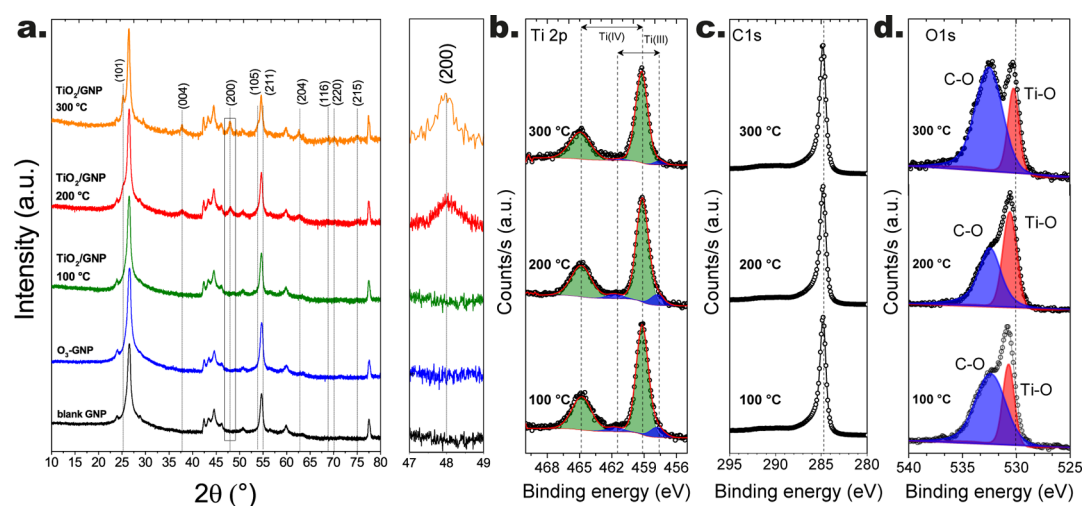 a.
TiO2/GNP
300 °C
(101)
(004)
(200)
(105)
(211)
(204)
(116)
(220)
(215)
TiO2/GNP
200 °C
TiO2/GNP
100 °C
O3-GNP
blank GNP
Intensity (a.u.)
10 15 20 25 30 35 40 45 50 55 60 65 70 75 80
2θ (°)
(200)
47 48 49
b.
Ti 2p
Ti(IV)
Ti(III)
300 °C
200 °C
100 °C
Counts/s (a.u.)
468 465 462 459 456
Binding energy (eV)
c.
C1s
300 °C
200 °C
100 °C
Counts/s (a.u.)
295 290 285 280
Binding energy (eV)
d.
O1s
C-O
Ti-O
300 °C
C-O
Ti-O
200 °C
C-O
Ti-O
100 °C
Counts/s (a.u.)
540 535 530 525
Binding energy (eV)